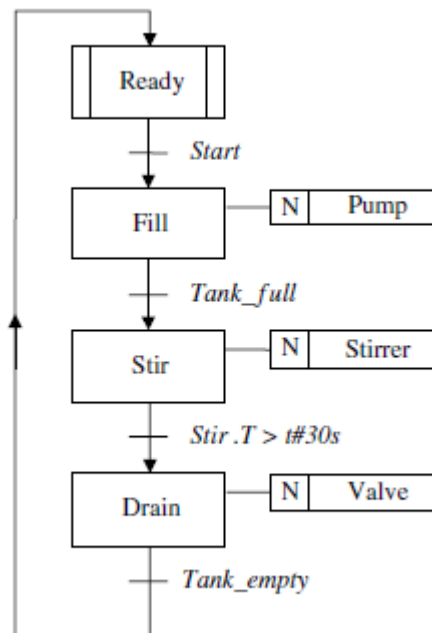 Ready
Start
Fill
N Pump
Tank_full
Stir
N Stirrer
Stir .T > t#30s
Drain
N Valve
Tank_empty